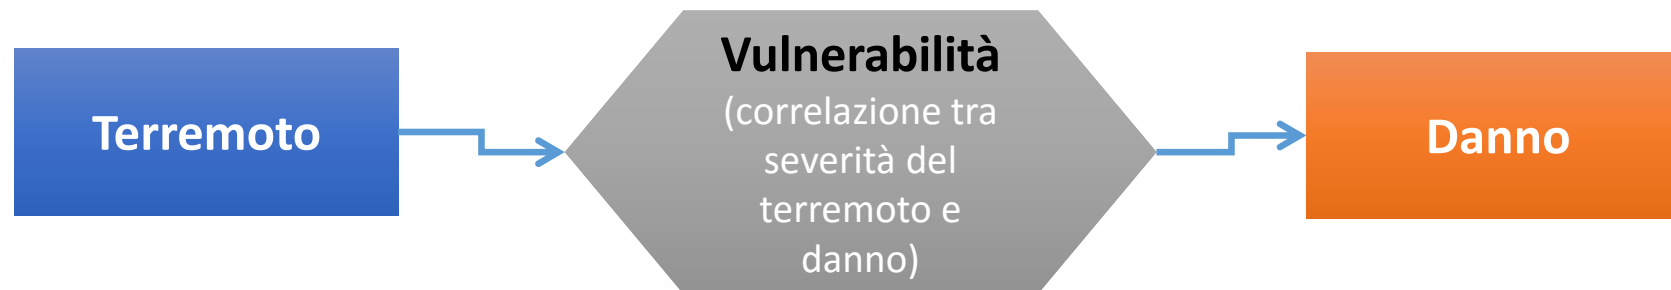 Terremoto
Vulnerabilità
(correlazione tra
severità del
terremoto e
danno)
Danno